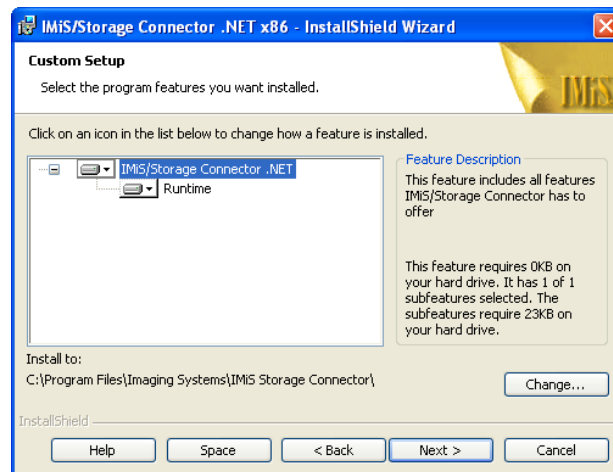 IMiS/Storage Connector .NET x86 - InstallShield Wizard
Custom Setup
Select the program features you want installed.
IMiS
Click on an icon in the list below to change how a feature is installed.
IMiS/Storage Connector .NET
Runtime
Feature Description
This feature includes all features
IMiS/Storage Connector has to
offer
This feature requires 0KB on
your hard drive. It has 1 of 1
subfeatures selected. The
subfeatures require 23KB on
your hard drive.
Install to:
C:\Program Files\Imaging Systems\IMiS Storage Connector\
Change...
InstallShield
Help
Space
< Back
Next >
Cancel